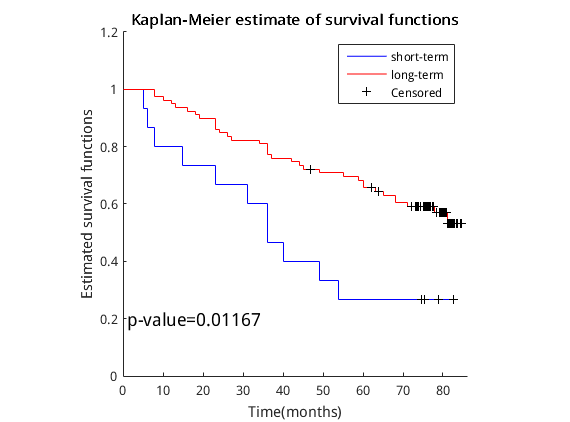 Kaplan-Meier estimate of survival functions
1.2
short-term
long-term
Censored
1
0.8
0.6
0.4
0.2
0
Estimated survival functions
p-value=0.01167
0 10 20 30 40 50 60 70 80
Time(months)